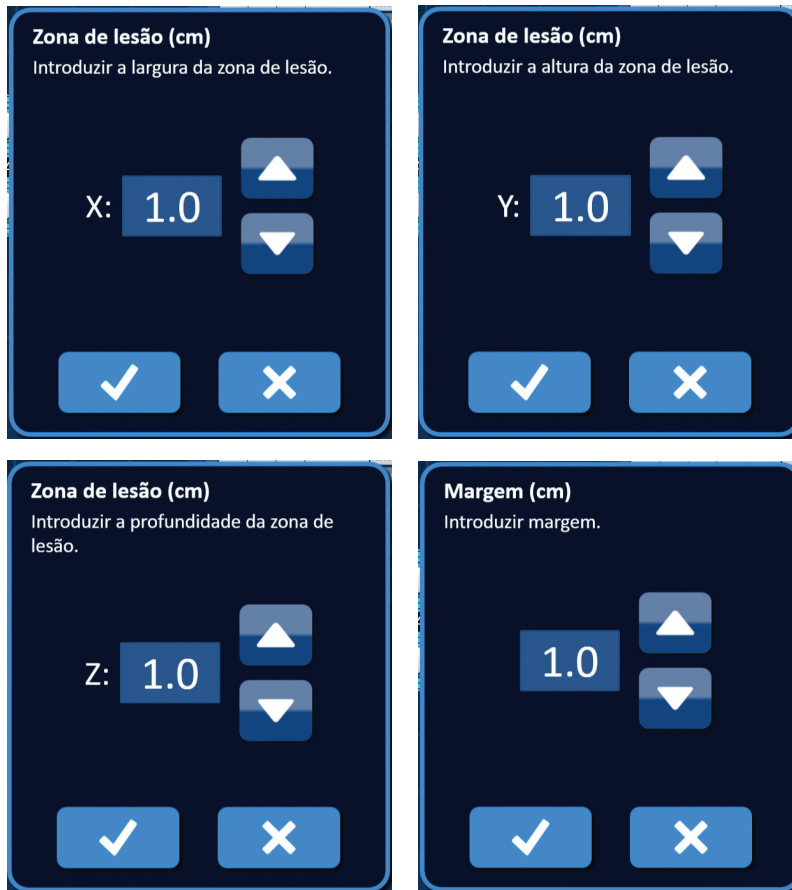 Zona de lesão (cm)
Introduzir a largura da zona de lesão.
X: 1.0
Zona de lesão (cm)
Introduzir a altura da zona de lesão.
Y: 1.0
Zona de lesão (cm)
Introduzir a profundidade da zona de
lesão.
Z: 1.0
Margem (cm)
Introduzir margem.
1.0